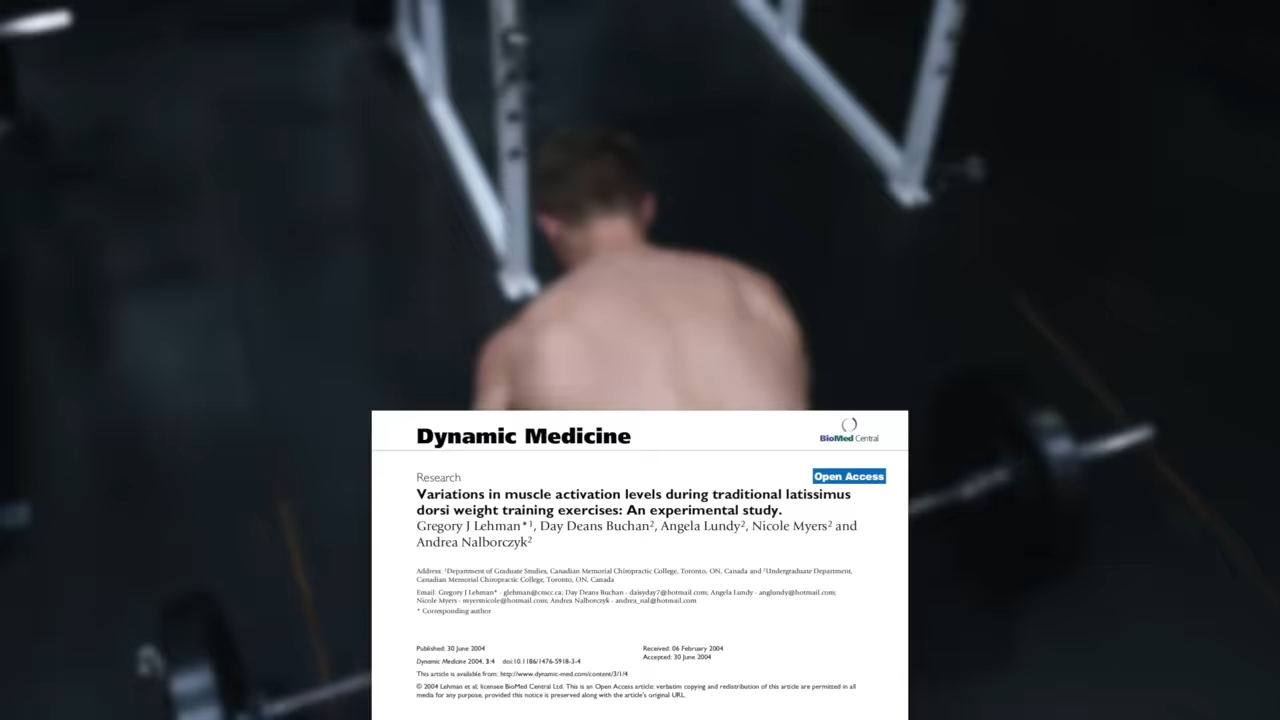 Dynamic Medicine
BioMed Central
Research
Open Access
Variations in muscle activation levels during traditional latissimus
dorsi weight training exercises: An experimental study.
Gregory J Lehman*1, Day Deans Buchan2, Angela Lundy2, Nicole Myers2 and
Andrea Nalborczyk2
Address: 1Department of Graduate Studies, Canadian Memorial Chiropractic College, Toronto, ON, Canada and 2Undergraduate Department,
Canadian Memorial Chiropractic College, Toronto, ON, Canada
Email: Gregory J Lehman* - glehman@cmcc.ca; Day Deans Buchan - daisyday7@hotmail.com; Angela Lundy - anglundy@hotmail.com;
Nicole Myers - myersnicole@hotmail.com; Andrea Nalborczyk - andrea_nal@hotmail.com
* Corresponding author
Published: 30 June 2004
Received: 06 February 2004
Accepted: 30 June 2004
Dynamic Medicine 2004, 3:4 doi:10.1186/1476-5918-3-4
This article is available from: http://www.dynamic-med.com/content/3/1/4
© 2004 Lehman et al; licensee BioMed Central Ltd. This is an Open Access article: verbatim copying and redistribution of this article are permitted in all
media for any purpose, provided this notice is preserved along with the article's original URL.